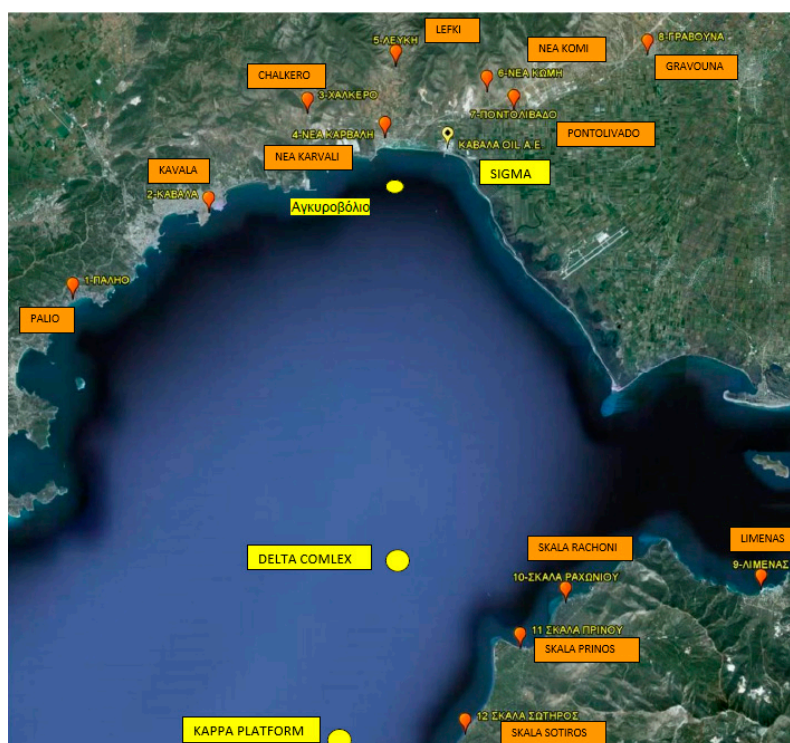 LEFKI
5-ΛΕΥΚΗ
8-ΓΡΑΒΟΥΝΑ
NEA KOMI
GRAVOUNA
CHALKERO
6-ΝΕΑ ΚΩΜΗ
3-ΧΑΛΚΕΡΟ
7-ΠΟΝΤΟΛΙΒΑΔΟ
4-ΝΕΑ ΚΑΡΒΑΛΗ
PONTOLIVADO
ΚΑΒΑΛΑ OIL A.E.
NEA KARVALI
KAVALA
SIGMA
2-ΚΑΒΑΛΑ
Αγκυροβόλιο
1-ΠΑΛΗΟ
PALIO
LIMENAS
SKALA RACHONI
DELTA COMLEX
9-ΛΙΜΕΝΑΣ
10-ΣΚΑΛΑ ΡΑΧΩΝΙΟΥ
11 ΣΚΑΛΑ ΠΡΙΝΟΥ
SKALA PRINOS
12 ΣΚΑΛΑ ΣΩΤΗΡΟΣ
KAPPA PLATFORM
SKALA SOTIROS